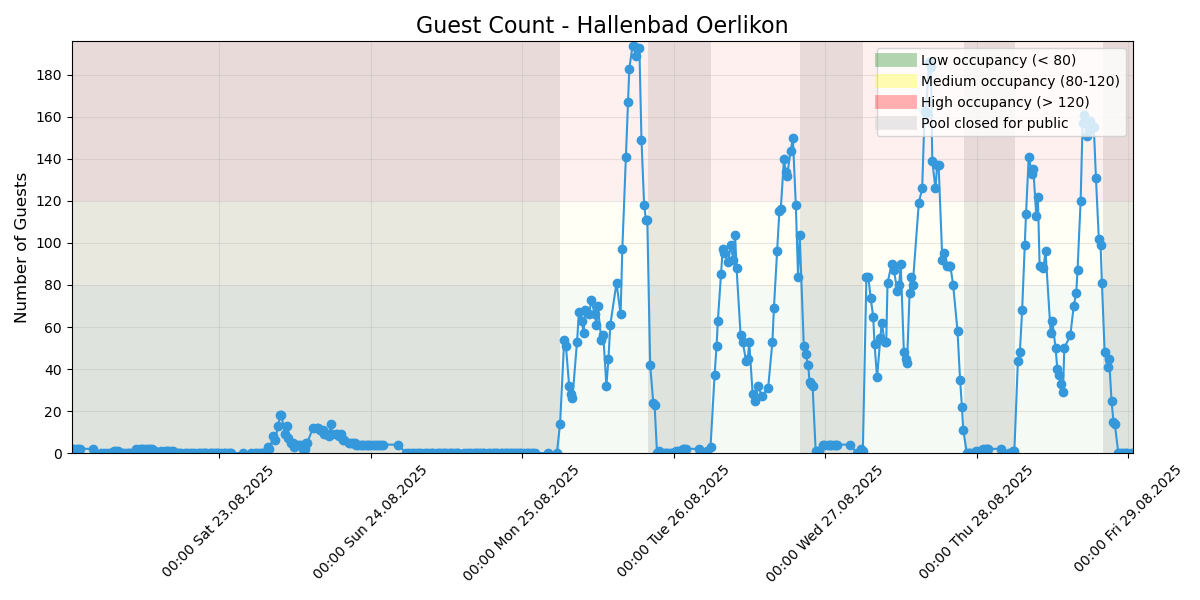 Guest Count - Hallenbad Oerlikon
Number of Guests
180
160
140
120
100
80
60
40
20
0
Low occupancy (< 80)
Medium occupancy (80-120)
High occupancy (> 120)
Pool closed for public
00:00 Sat 23.08.2025
00:00 Sun 24.08.2025
00:00 Mon 25.08.2025
00:00 Tue 26.08.2025
00:00 Wed 27.08.2025
00:00 Thu 28.08.2025
00:00 Fri 29.08.2025